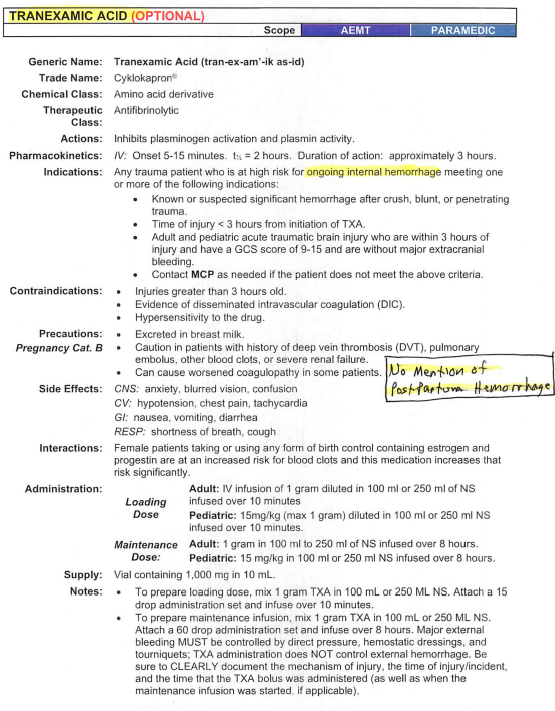 TRANEXAMIC ACID (OPTIONAL)
Scope AEMT PARAMEDIC
Generic Name: Tranexamic Acid (tran-ex-am'-ik as-id)
Trade Name: Cyklokapron®
Chemical Class: Amino acid derivative
Therapeutic Class: Antifibrinolytic
Actions: Inhibits plasminogen activation and plasmin activity.
Pharmacokinetics: IV: Onset 5-15 minutes. t½ = 2 hours. Duration of action: approximately 3 hours.
Indications: Any trauma patient who is at high risk for ongoing internal hemorrhage meeting one
or more of the following indications:
• Known or suspected significant hemorrhage after crush, blunt, or penetrating
trauma.
• Time of injury < 3 hours from initiation of TXA.
• Adult and pediatric acute traumatic brain injury who are within 3 hours of
injury and have a GCS score of 9-15 and are without major extracranial
bleeding.
• Contact MCP as needed if the patient does not meet the above criteria.
Contraindications: • Injuries greater than 3 hours old.
• Evidence of disseminated intravascular coagulation (DIC).
• Hypersensitivity to the drug.
Precautions: • Excreted in breast milk.
Pregnancy Cat. B • Caution in patients with history of deep vein thrombosis (DVT), pulmonary
embolus, other blood clots, or severe renal failure.
• Can cause worsened coagulopathy in some patients.
No Mention of
PostPartum Hemorrhage
Side Effects: CNS: anxiety, blurred vision, confusion
CV: hypotension, chest pain, tachycardia
GI: nausea, vomiting, diarrhea
RESP: shortness of breath, cough
Interactions: Female patients taking or using any form of birth control containing estrogen and
progestin are at an increased risk for blood clots and this medication increases that
risk significantly.
Administration: Loading Dose Adult: IV infusion of 1 gram diluted in 100 ml or 250 ml of NS
infused over 10 minutes
Pediatric: 15mg/kg (max 1 gram) diluted in 100 ml or 250 ml NS
infused over 10 minutes.
Maintenance Dose: Adult: 1 gram in 100 ml to 250 ml of NS infused over 8 hours.
Pediatric: 15 mg/kg in 100 ml or 250 ml NS infused over 8 hours.
Supply: Vial containing 1,000 mg in 10 mL.
Notes: • To prepare loading dose, mix 1 gram TXA in 100 mL or 250 ML NS. Attach a 15
drop administration set and infuse over 10 minutes.
• To prepare maintenance infusion, mix 1 gram TXA in 100 mL or 250 ML NS.
Attach a 60 drop administration set and infuse over 8 hours. Major external
bleeding MUST be controlled by direct pressure, hemostatic dressings, and
tourniquets; TXA administration does NOT control external hemorrhage. Be
sure to CLEARLY document the mechanism of injury, the time of injury/incident,
and the time that the TXA bolus was administered (as well as when the
maintenance infusion was started, if applicable).